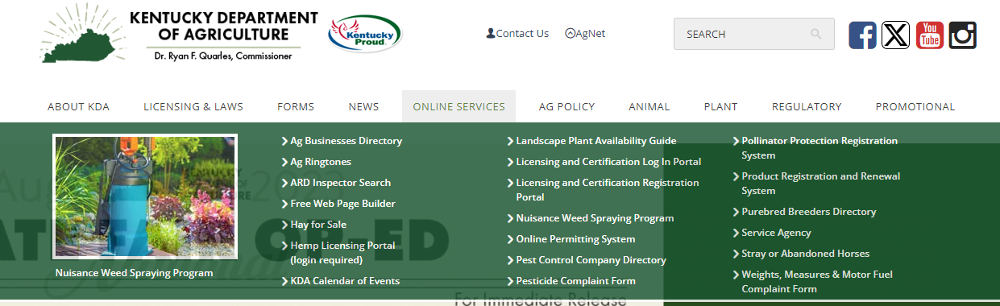 KENTUCKY DEPARTMENT
OF AGRICULTURE
Dr. Ryan F. Quarles, Commissioner
Kentucky
Proud
Contact Us
AgNet
SEARCH
You
Tube
ABOUT KDA
LICENSING & LAWS
FORMS
NEWS
ONLINE SERVICES
AG POLICY
ANIMAL
PLANT
REGULATORY
PROMOTIONAL
Nuisance Weed Spraying Program
Ag Businesses Directory
Ag Ringtones
ARD Inspector Search
Free Web Page Builder
Hay for Sale
Hemp Licensing Portal
(login required)
KDA Calendar of Events
Landscape Plant Availability Guide
Licensing and Certification Log In Portal
Licensing and Certification Registration
Portal
Nuisance Weed Spraying Program
Online Permitting System
Pest Control Company Directory
Pesticide Complaint Form
Pollinator Protection Registration
System
Product Registration and Renewal
System
Purebred Breeders Directory
Service Agency
Stray or Abandoned Horses
Weights, Measures & Motor Fuel
Complaint Form
OP-ED
For Immediate Release